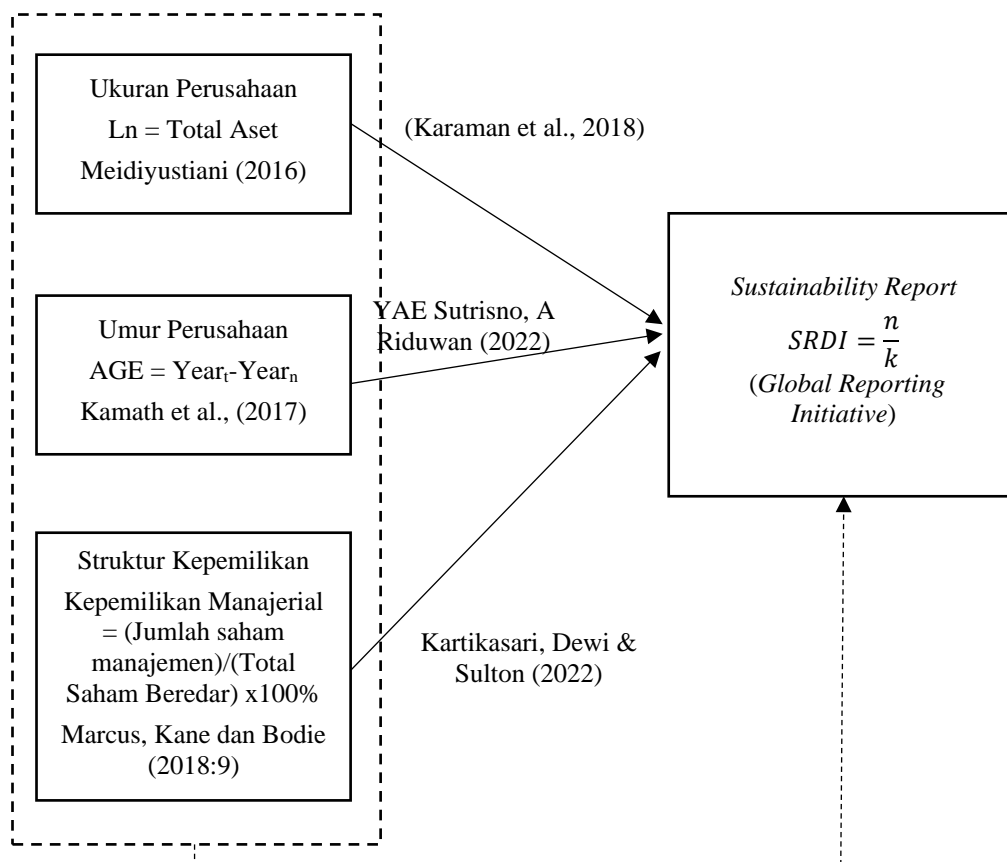 Ukuran Perusahaan
Ln = Total Aset
Meidiyustiani (2016)
(Karaman et al., 2018)
Umur Perusahaan
AGE = Yearₜ-Yearₙ
Kamath et al., (2017)
YAE Sutrisno, A
Riduwan (2022)
Struktur Kepemilikan
Kepemilikan Manajerial
= (Jumlah saham
manajemen)/(Total
Saham Beredar) x100%
Marcus, Kane dan Bodie
(2018:9)
Kartikasari, Dewi &
Sulton (2022)
Sustainability Report
SRDI = n/k
(Global Reporting
Initiative)